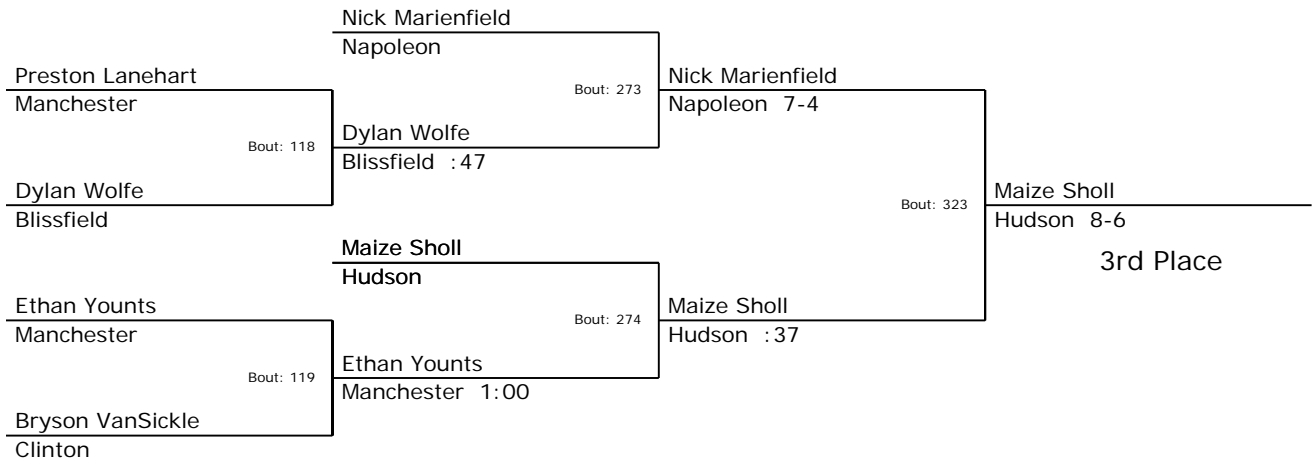 Nick Marienfield
Napoleon
Preston Lanehart
Manchester
Bout: 273
Nick Marienfield
Napoleon 7-4
Bout: 118
Dylan Wolfe
Blissfield :47
Dylan Wolfe
Blissfield
Bout: 323
Maize Sholl
Hudson 8-6
3rd Place
Maize Sholl
Hudson
Ethan Younts
Manchester
Bout: 274
Maize Sholl
Hudson :37
Bout: 119
Ethan Younts
Manchester 1:00
Bryson VanSickle
Clinton